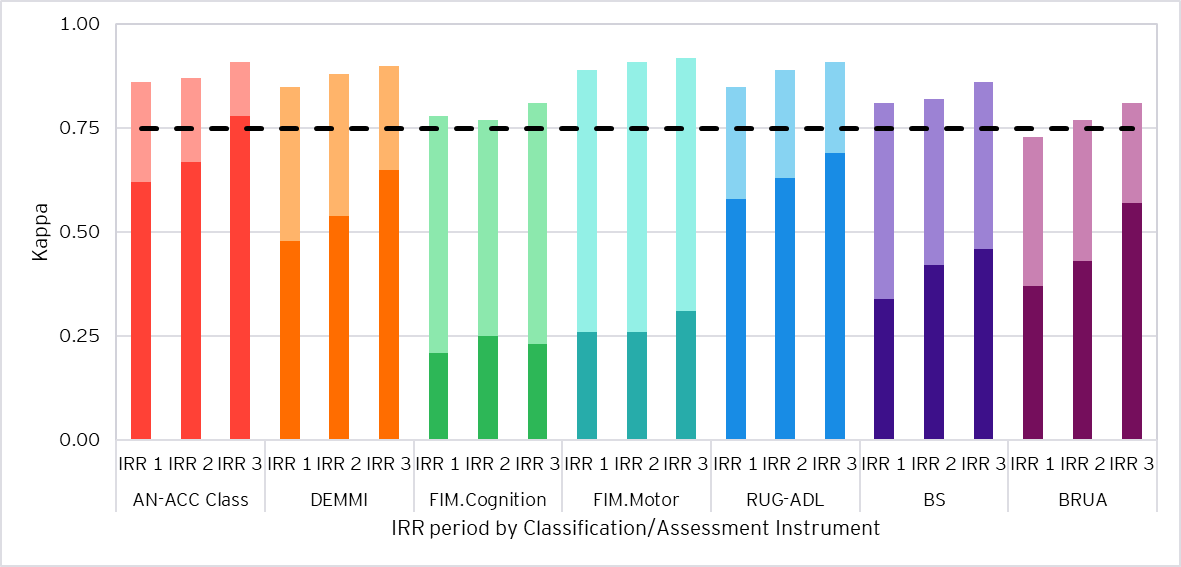 1.00
0.75
0.50
0.25
0.00
Kappa
IRR 1 IRR 2 IRR 3 IRR 1 IRR 2 IRR 3 IRR 1 IRR 2 IRR 3 IRR 1 IRR 2 IRR 3 IRR 1 IRR 2 IRR 3 IRR 1 IRR 2 IRR 3 IRR 1 IRR 2 IRR 3
AN-ACC Class DEMMI FIM.Cognition FIM.Motor RUG-ADL BS BRUA
IRR period by Classification/Assessment Instrument